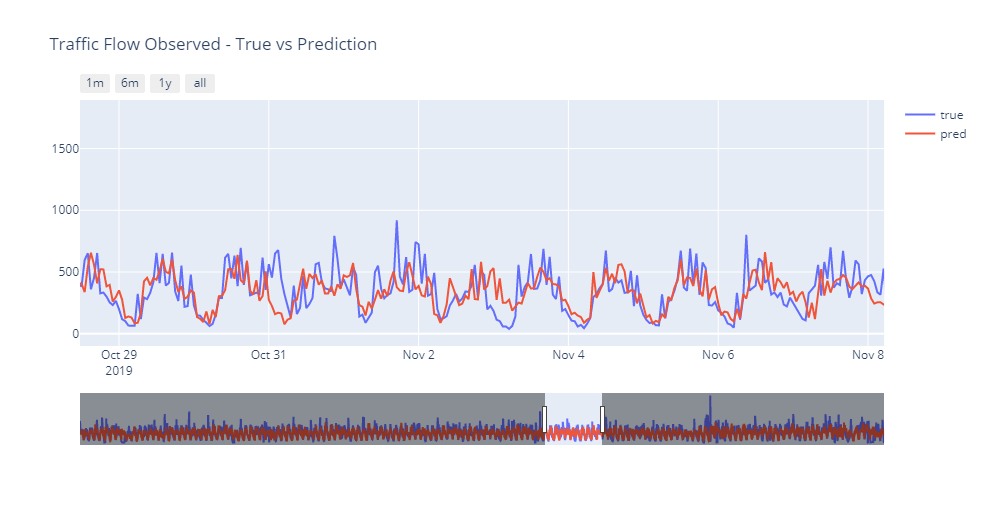 Traffic Flow Observed - True vs Prediction
1m 6m 1y all
true
pred
1500
1000
500
0
Oct 29 Oct 31 Nov 2 Nov 4 Nov 6 Nov 8
2019